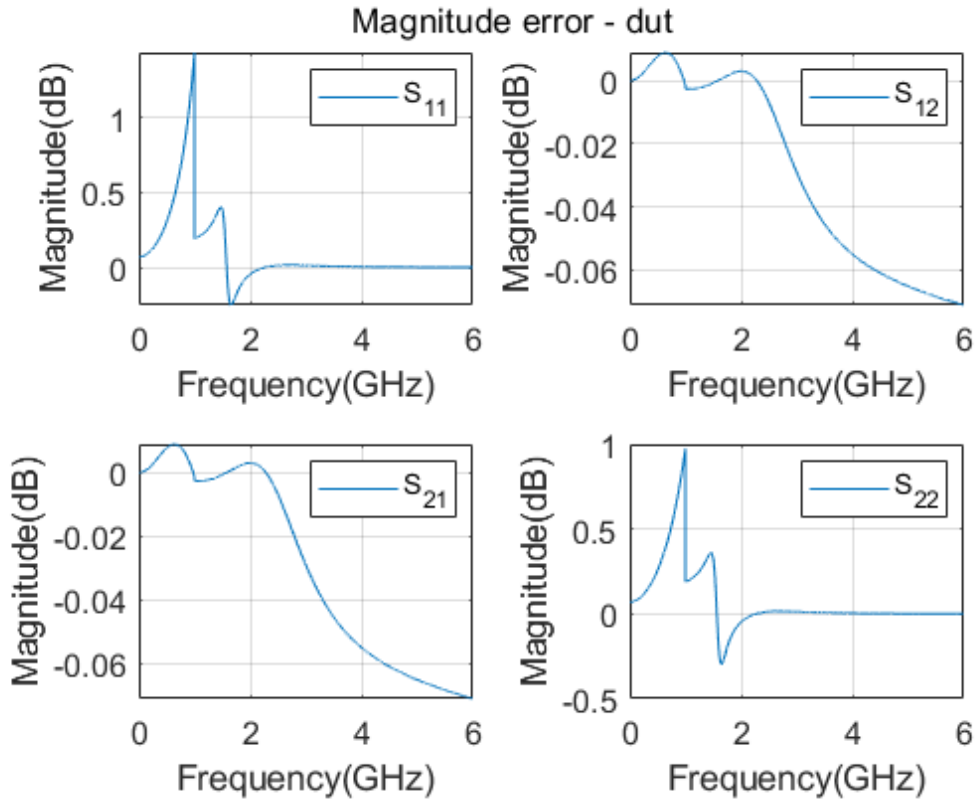 Magnitude error - dut
Magnitude(dB)
1
0.5
0
S11
0 2 4 6
Frequency(GHz)
Magnitude(dB)
0
-0.02
-0.04
-0.06
S12
0 2 4 6
Frequency(GHz)
Magnitude(dB)
0
-0.02
-0.04
-0.06
S21
0 2 4 6
Frequency(GHz)
Magnitude(dB)
1
0.5
0
-0.5
S22
0 2 4 6
Frequency(GHz)